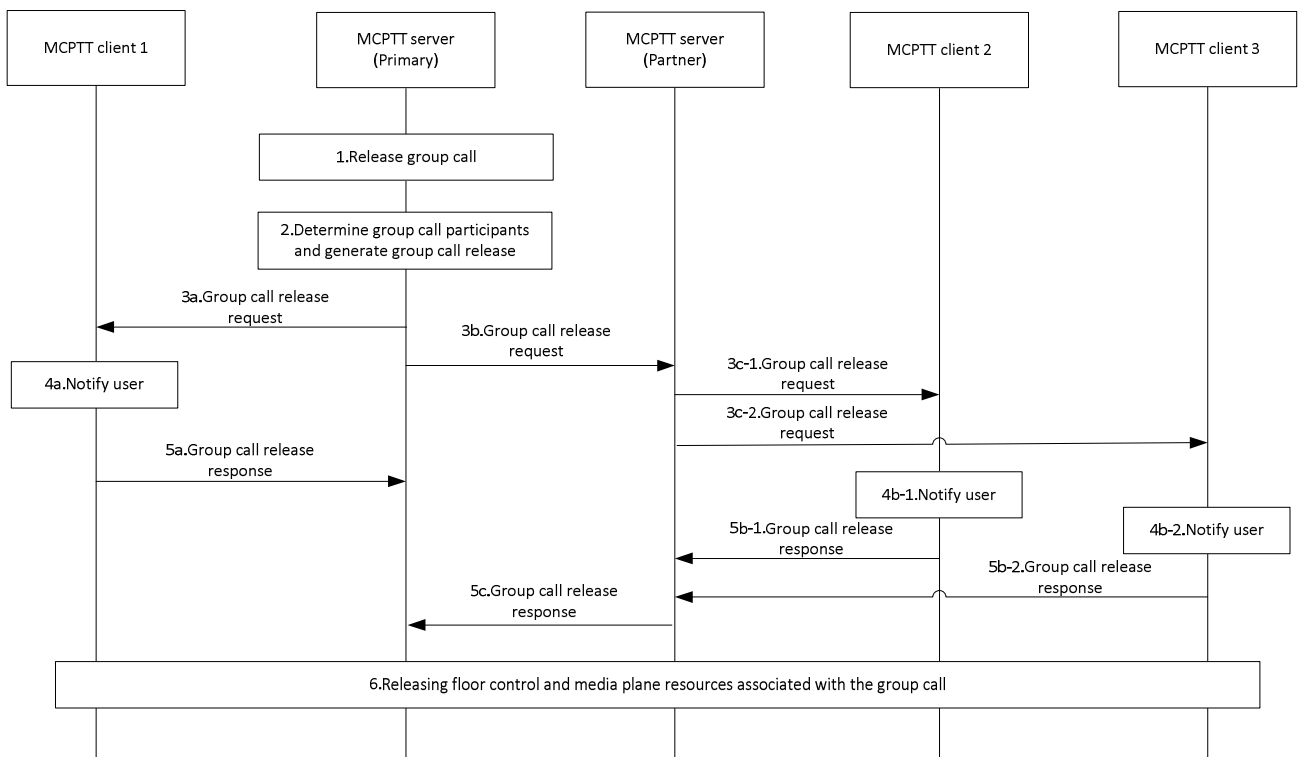 MCPTT client 1
MCPTT server
(Primary)
MCPTT server
(Partner)
MCPTT client 2
MCPTT client 3
1.Release group call
2.Determine group call participants
and generate group call release
3a.Group call release
request
3b.Group call release
request
3c-1.Group call release
request
4a.Notify user
3c-2.Group call release
request
5a.Group call release
response
4b-1.Notify user
4b-2.Notify user
5b-1.Group call release
response
5b-2.Group call release
response
5c.Group call release
response
6.Releasing floor control and media plane resources associated with the group call